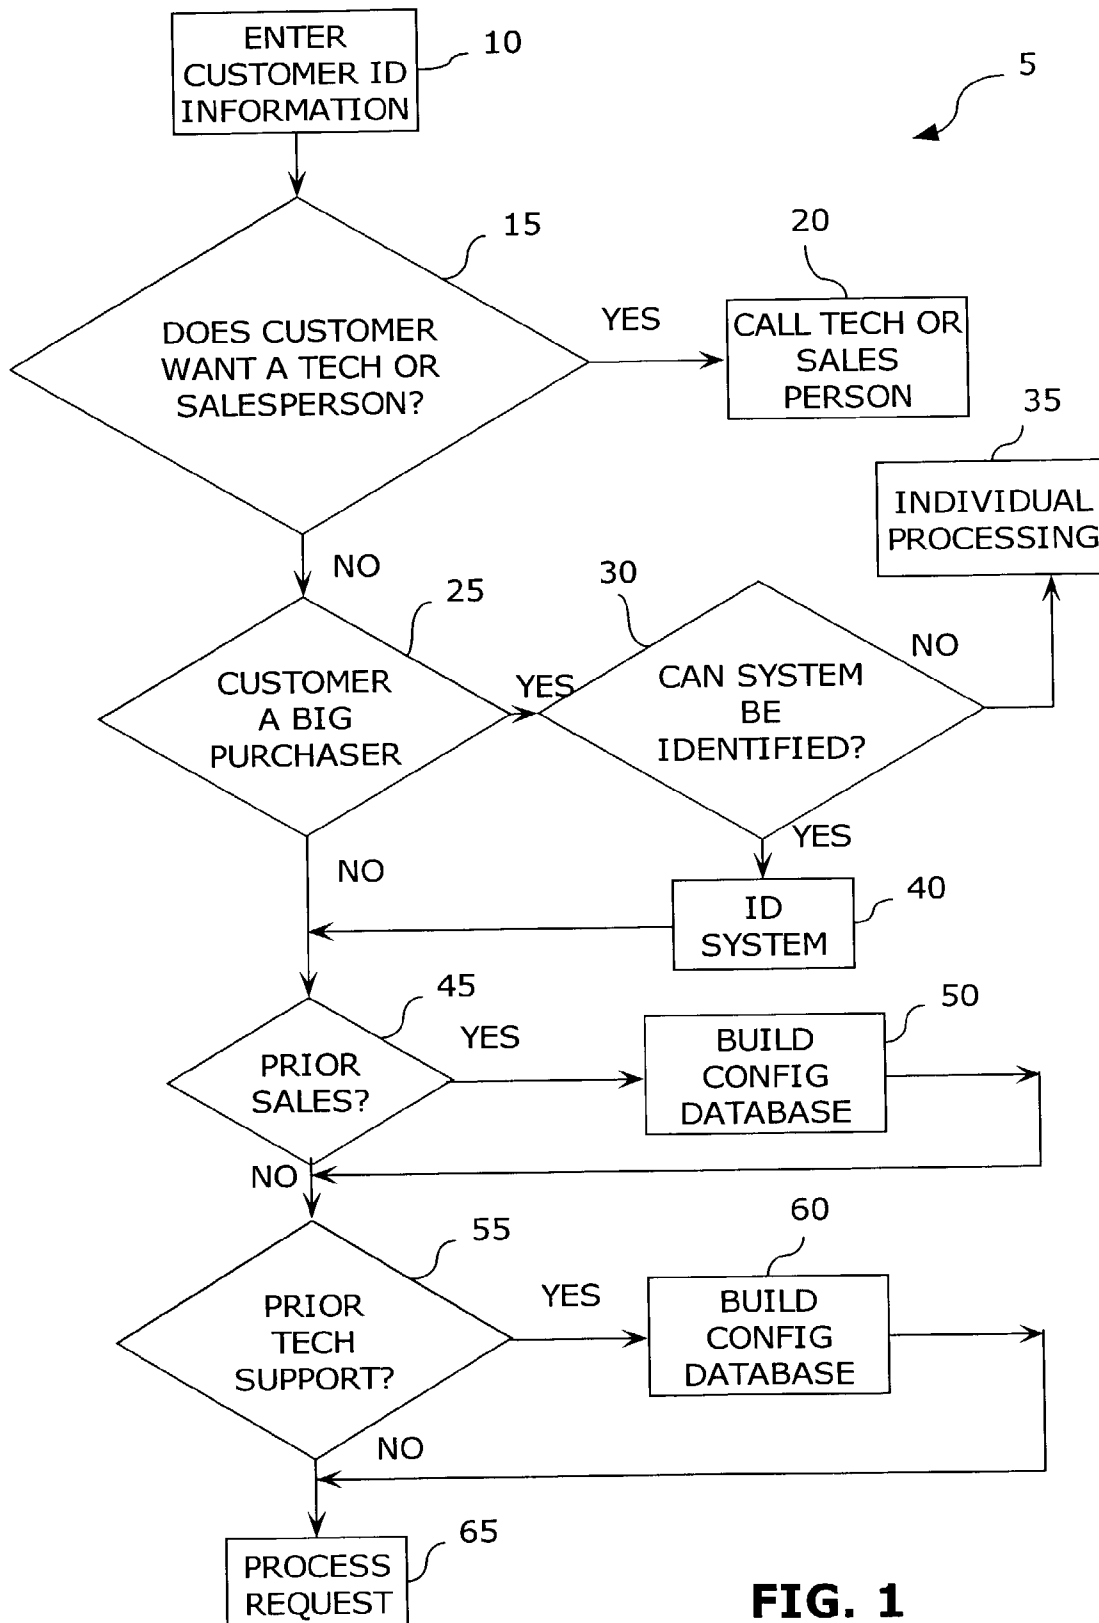 ENTER
CUSTOMER ID
INFORMATION
10
5
15
DOES CUSTOMER
WANT A TECH OR
SALESPERSON?
YES
20
CALL TECH OR
SALES
PERSON
35
INDIVIDUAL
PROCESSING
NO
25
CUSTOMER
A BIG
PURCHASER
YES
30
CAN SYSTEM
BE
IDENTIFIED?
NO
YES
NO
ID
SYSTEM
40
45
PRIOR
SALES?
YES
BUILD
CONFIG
DATABASE
50
NO
55
PRIOR
TECH
SUPPORT?
YES
60
BUILD
CONFIG
DATABASE
NO
PROCESS
REQUEST
65
FIG. 1